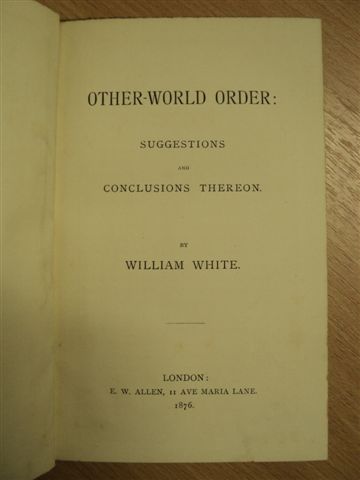 OTHER-WORLD ORDER:
SUGGESTIONS
AND
CONCLUSIONS THEREON.
BY
WILLIAM WHITE.
LONDON:
E. W. ALLEN, 11 AVE MARIA LANE.
1876.